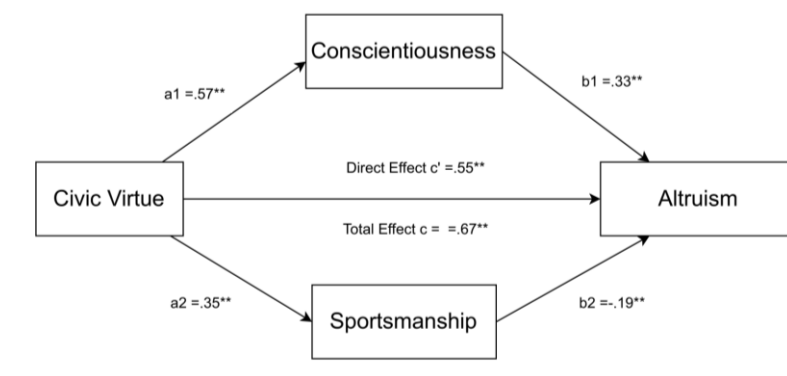 Conscientiousness
a1 =.57**
b1 =.33**
Direct Effect c' =.55**
Civic Virtue
Altruism
Total Effect c =  =.67**
a2 =.35**
b2 =-.19**
Sportsmanship